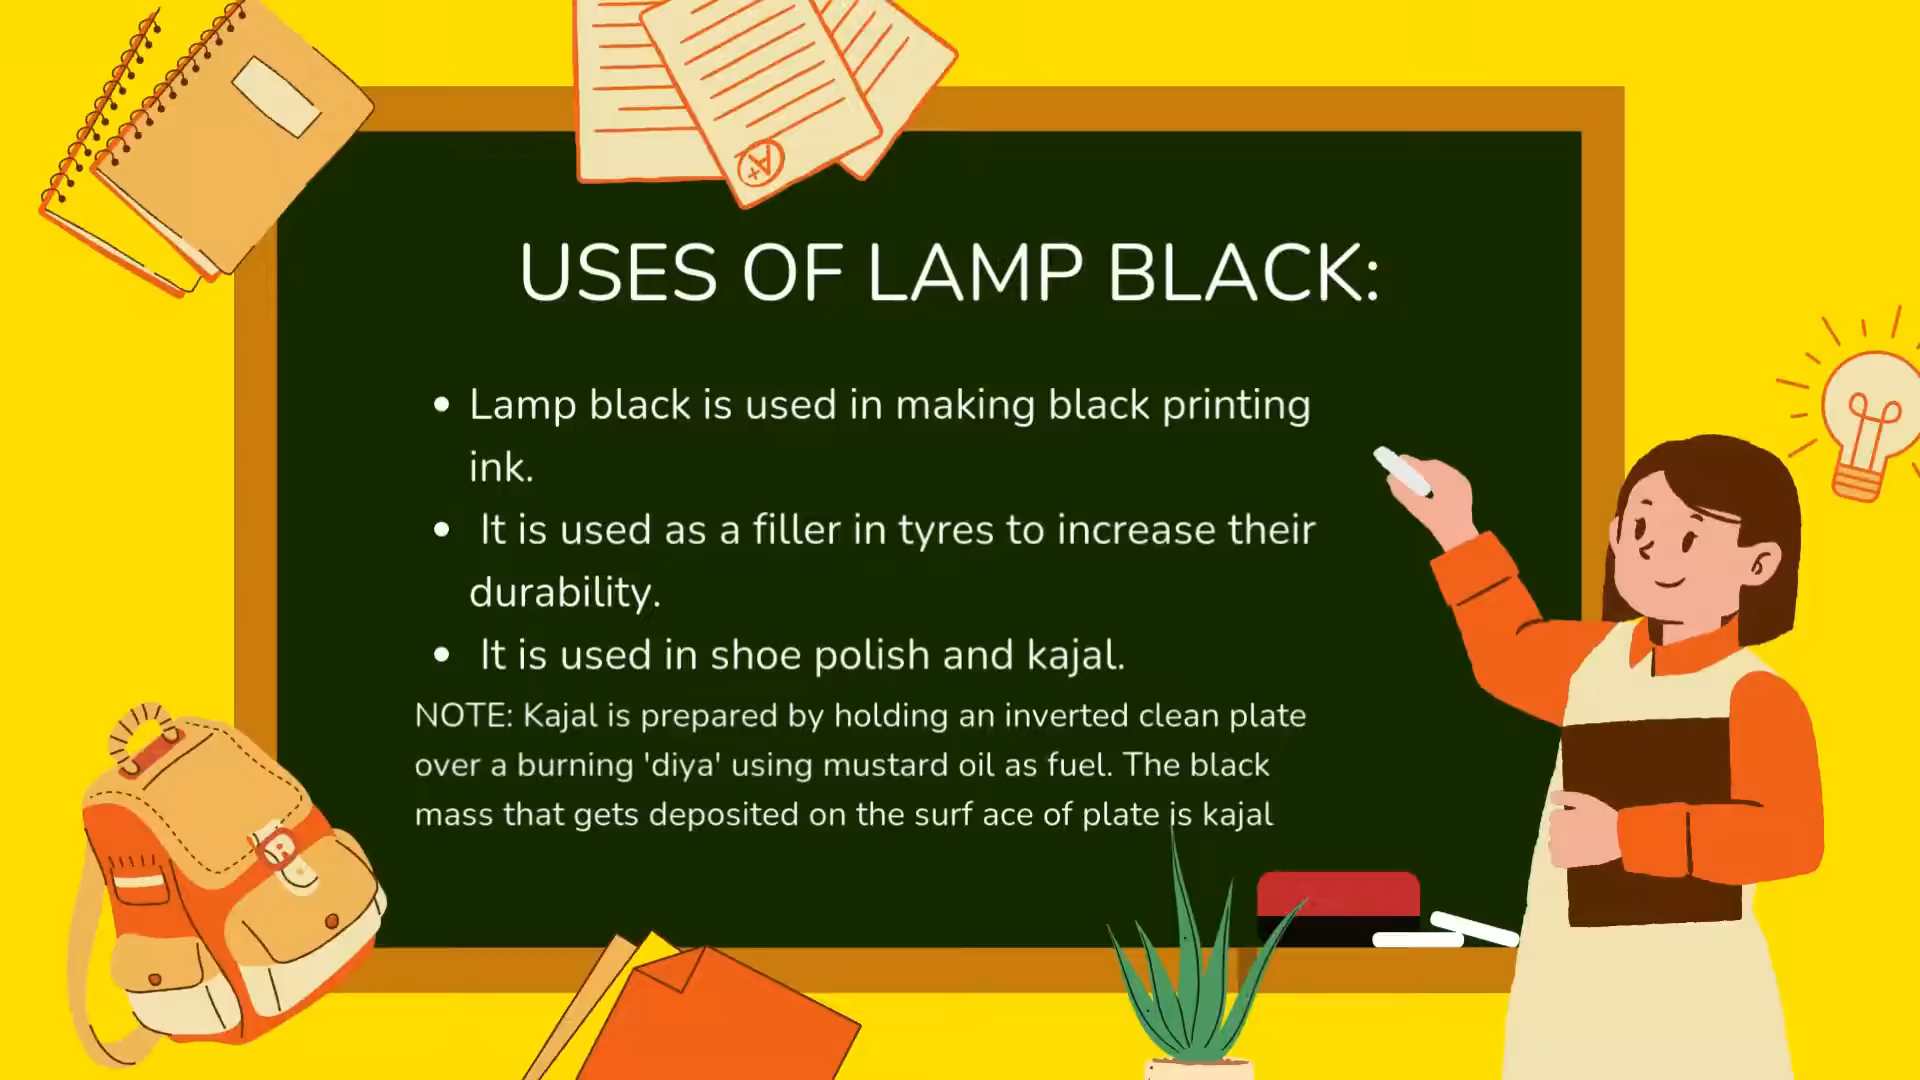 A+
USES OF LAMP BLACK:
• Lamp black is used in making black printing
ink.
• It is used as a filler in tyres to increase their
durability.
• It is used in shoe polish and kajal.
NOTE: Kajal is prepared by holding an inverted clean plate
over a burning 'diya' using mustard oil as fuel. The black
mass that gets deposited on the surf ace of plate is kajal